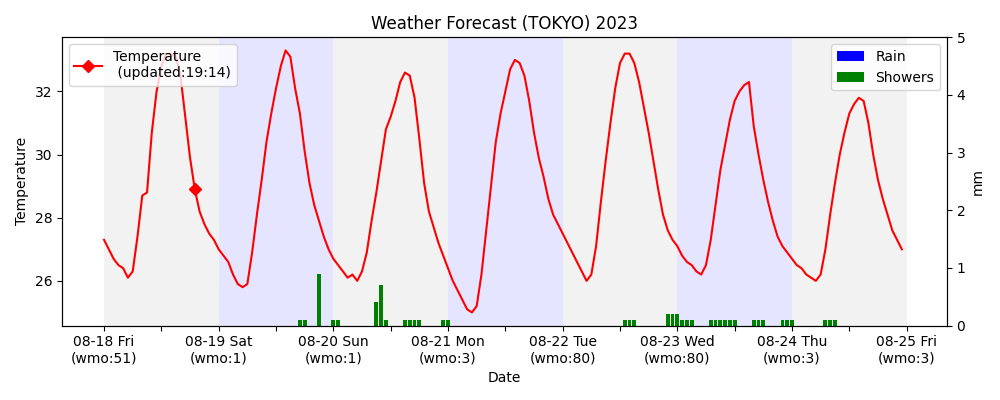 Weather Forecast (TOKYO) 2023
Temperature
(updated:19:14)
Rain
Showers
Temperature
32
30
28
26
5
4
3
2
1
0
mm
08-18 Fri
(wmo:51)
08-19 Sat
(wmo:1)
08-20 Sun
(wmo:1)
08-21 Mon
(wmo:3)
08-22 Tue
(wmo:80)
08-23 Wed
(wmo:80)
08-24 Thu
(wmo:3)
08-25 Fri
(wmo:3)
Date